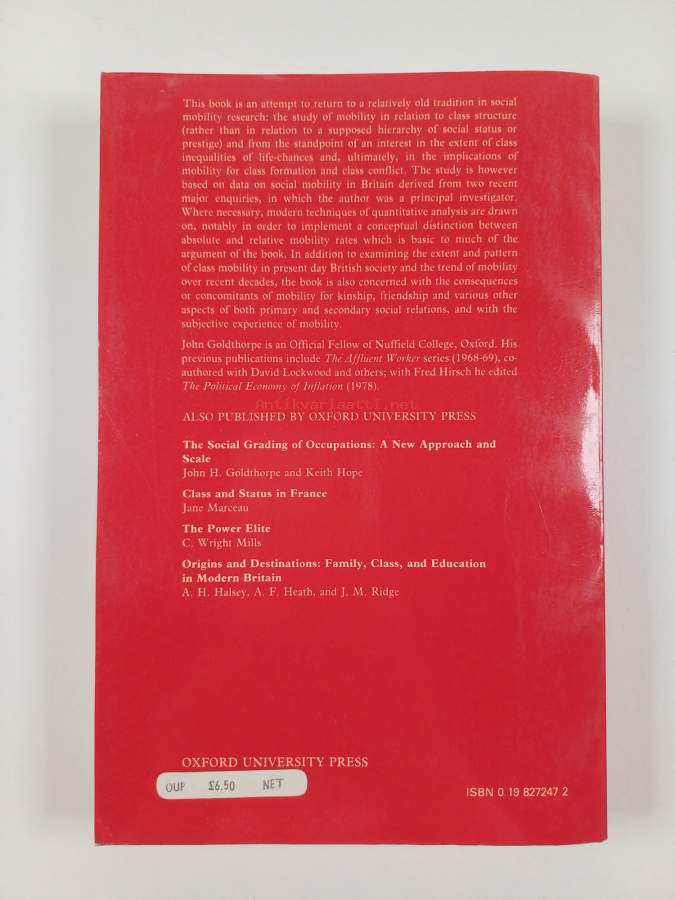 This book is an attempt to return to a relatively old tradition in social
mobility research: the study of mobility in relation to class structure
(rather than in relation to a supposed hierarchy of social status or
prestige) and from the standpoint of an interest in the extent of class
inequalities of life-chances and, ultimately, in the implications of
mobility for class formation and class conflict. The study is however
based on data on social mobility in Britain derived from two recent
major enquiries, in which the author was a principal investigator.
Where necessary, modern techniques of quantitative analysis are drawn
on, notably in order to implement a conceptual distinction between
absolute and relative mobility rates which is basic to much of the
argument of the book. In addition to examining the extent and pattern
of class mobility in present day British society and the trend of mobility
over recent decades, the book is also concerned with the consequences
or concomitants of mobility for kinship, friendship and various other
aspects of both primary and secondary social relations, and with the
subjective experience of mobility.
John Goldthorpe is an Official Fellow of Nuffield College, Oxford. His
previous publications include The Affluent Worker series (1968-69), co-
authored with David Lockwood and others; with Fred Hirsch he edited
The Political Economy of Inflation (1978)
Antikvariaatti.net
ALSO PUBLISHED BY OXFORD UNIVERSITY PRESS
The Social Grading of Occupations: A New Approach and
Scale
John H. Goldthorpe and Keith Hope
Class and Status in France
Jane Marceau
The Power Elite
C. Wright Mills
Origins and Destinations: Family, Class, and Education
in Modern Britain
A. H. Halsey, A. F. Heath, and J. M. Ridge
OXFORD UNIVERSITY PRESS
OUP £6.50 NET
ISBN 0 19 827247 2